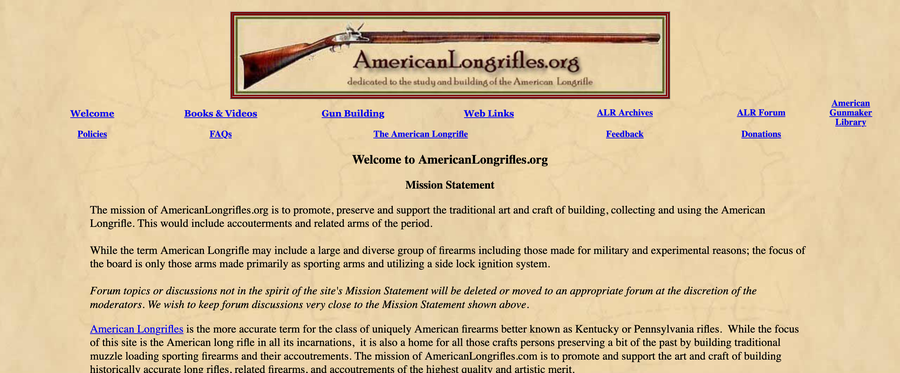 AmericanLongrifles.org
dedicated to the study and building of the American Longrifle
Welcome Books & Videos Gun Building Web Links ALR Archives ALR Forum American Gunmaker Library
Policies FAQs The American Longrifle Feedback Donations
Welcome to AmericanLongrifles.org
Mission Statement
The mission of AmericanLongrifles.org is to promote, preserve and support the traditional art and craft of building, collecting and using the American
Longrifle. This would include accouterments and related arms of the period.
While the term American Longrifle may include a large and diverse group of firearms including those made for military and experimental reasons; the focus of
the board is only those arms made primarily as sporting arms and utilizing a side lock ignition system.
Forum topics or discussions not in the spirit of the site's Mission Statement will be deleted or moved to an appropriate forum at the discretion of the
moderators. We wish to keep forum discussions very close to the Mission Statement shown above.
American Longrifles is the more accurate term for the class of uniquely American firearms better known as Kentucky or Pennsylvania rifles. While the focus
of this site is the American long rifle in all its incarnations, it is also a home for all those crafts persons preserving a bit of the past by building traditional
muzzle loading sporting firearms and their accoutrements. The mission of AmericanLongrifles.com is to promote and support the art and craft of building
historically accurate long rifles, related firearms, and accoutrements of the highest quality and artistic merit.